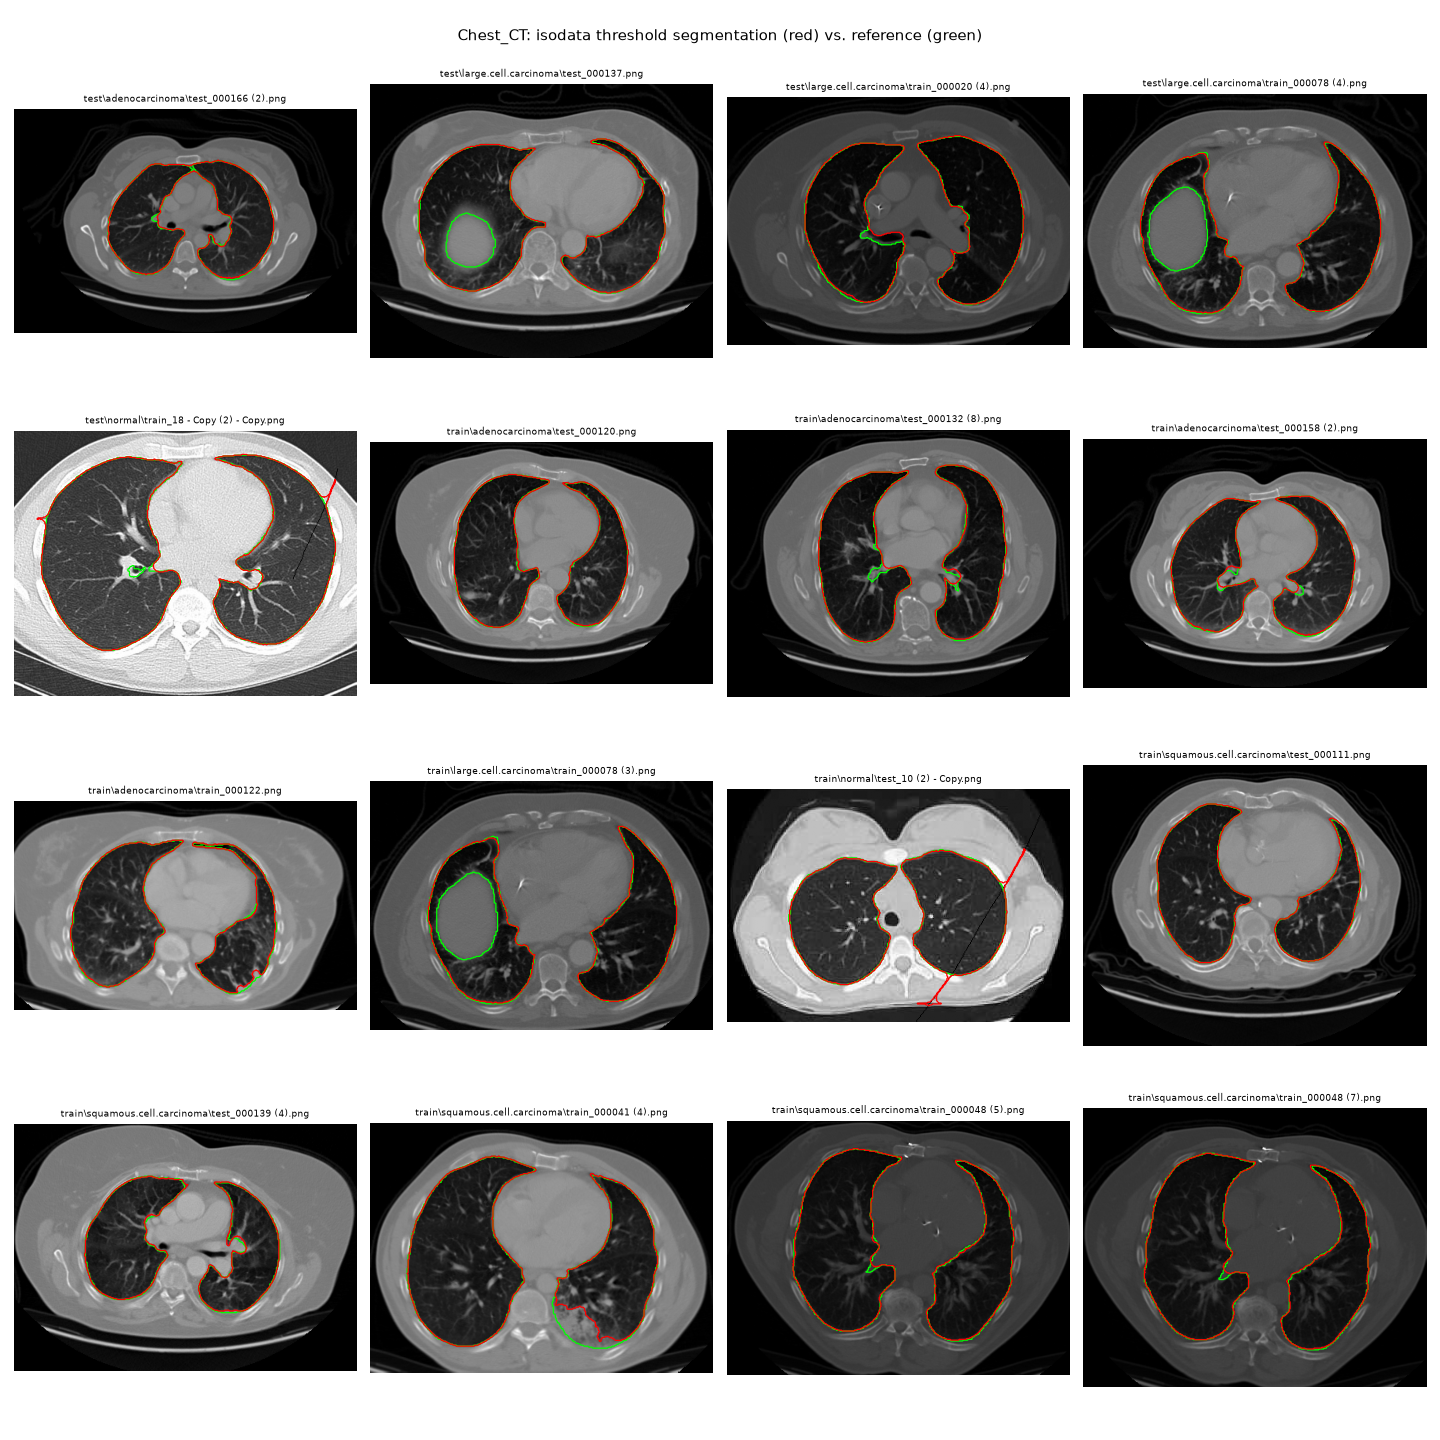 Chest_CT: isodata threshold segmentation (red) vs. reference (green)
test\adenocarcinoma\test_000166 (2).png
test\large.cell.carcinoma\test_000137.png
test\large.cell.carcinoma\train_000020 (4).png
test\large.cell.carcinoma\train_000078 (4).png
test\normal\train_18 - Copy (2) - Copy.png
train\adenocarcinoma\test_000120.png
train\adenocarcinoma\test_000132 (8).png
train\adenocarcinoma\test_000158 (2).png
train\adenocarcinoma\train_000122.png
train\large.cell.carcinoma\train_000078 (3).png
train\normal\test_10 (2) - Copy.png
train\squamous.cell.carcinoma\test_000111.png
train\squamous.cell.carcinoma\test_000139 (4).png
train\squamous.cell.carcinoma\train_000041 (4).png
train\squamous.cell.carcinoma\train_000048 (5).png
train\squamous.cell.carcinoma\train_000048 (7).png